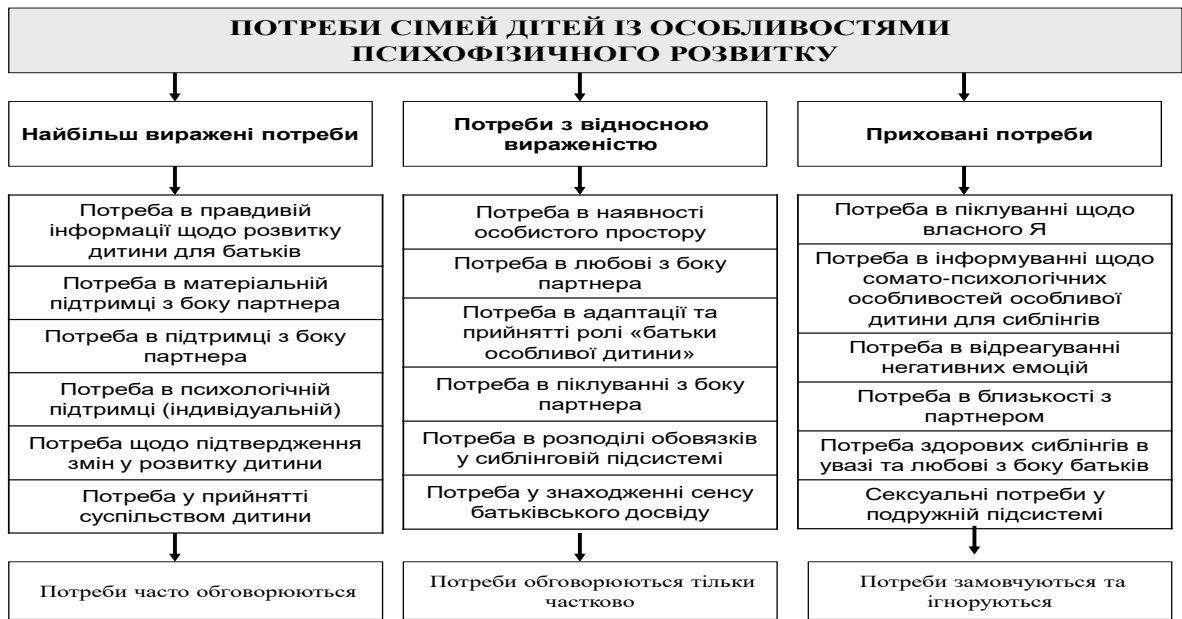 ПОТРЕБИ СІМЕЙ ДІТЕЙ ІЗ ОСОБЛИВОСТЯМИ
ПСИХОФІЗИЧНОГО РОЗВИТКУ
Найбільш виражені потреби
Потреба в правдивій
інформації щодо розвитку
дитини для батьків
Потреба в матеріальній
підтримці з боку партнера
Потреба в підтримці з боку
партнера
Потреба в психологічній
підтримці (індивідуальній)
Потреба щодо підтвердження
змін у розвитку дитини
Потреба у прийнятті
суспільством дитини
Потреби часто обговорюються
Потреби з відносною
вираженістю
Потреба в наявності
особистого простору
Потреба в любові з боку
партнера
Потреба в адаптації та
прийнятті ролі «батьки
особливої дитини»
Потреба в піклуванні з боку
партнера
Потреба в розподілі обовязків
у сиблінговій підсистемі
Потреба у знаходженні сенсу
батьківського досвіду
Потреби обговорюються тільки
частково
Приховані потреби
Потреба в піклуванні щодо
власного Я
Потреба в інформуванні щодо
сомато-психологічних
особливостей особливої
дитини для сиблінгів
Потреба в відреагуванні
негативних емоцій
Потреба в близькості з
партнером
Потреба здорових сиблінгів в
увазі та любові з боку батьків
Сексуальні потреби у
подружній підсистемі
Потреби замовчуються та
ігноруються